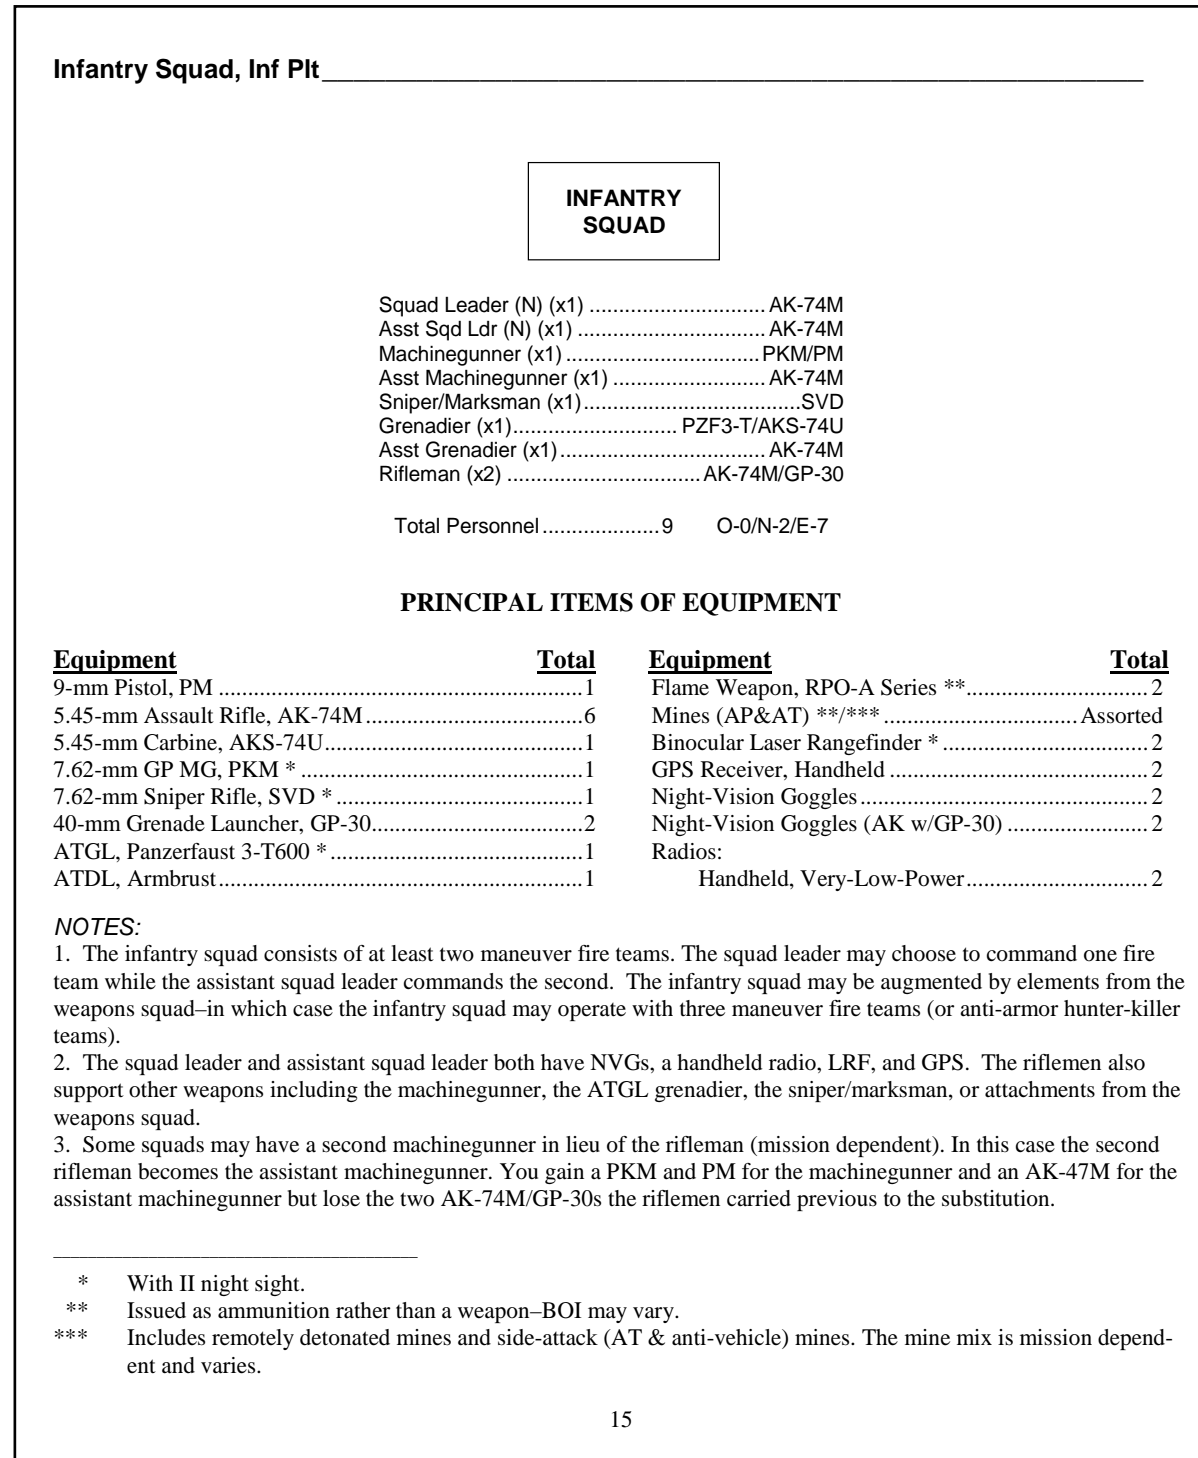 Infantry Squad, Inf Plt
INFANTRY
SQUAD
Squad Leader (N) (x1) .............................. AK-74M
Asst Sqd Ldr (N) (x1) ................................ AK-74M
Machinegunner (x1) ................................. PKM/PM
Asst Machinegunner (x1) .......................... AK-74M
Sniper/Marksman (x1)..................................... SVD
Grenadier (x1)............................ PZF3-T/AKS-74U
Asst Grenadier (x1)................................... AK-74M
Rifleman (x2) ................................. AK-74M/GP-30
Total Personnel.................... 9 O-0/N-2/E-7
PRINCIPAL ITEMS OF EQUIPMENT
Equipment Total
9-mm Pistol, PM .................................................................. 1
5.45-mm Assault Rifle, AK-74M........................................ 6
5.45-mm Carbine, AKS-74U............................................... 1
7.62-mm GP MG, PKM * ................................................... 1
7.62-mm Sniper Rifle, SVD * ............................................. 1
40-mm Grenade Launcher, GP-30...................................... 2
ATGL, Panzerfaust 3-T600 * .............................................. 1
ATDL, Armbrust.................................................................. 1
Equipment Total
Flame Weapon, RPO-A Series **................................. 2
Mines (AP&AT) **/*** ................................... Assorted
Binocular Laser Rangefinder * ..................................... 2
GPS Receiver, Handheld ............................................... 2
Night-Vision Goggles.................................................... 2
Night-Vision Goggles (AK w/GP-30) .......................... 2
Radios:
Handheld, Very-Low-Power................................. 2
NOTES:
1. The infantry squad consists of at least two maneuver fire teams. The squad leader may choose to command one fire
team while the assistant squad leader commands the second. The infantry squad may be augmented by elements from the
weapons squad–in which case the infantry squad may operate with three maneuver fire teams (or anti-armor hunter-killer
teams).
2. The squad leader and assistant squad leader both have NVGs, a handheld radio, LRF, and GPS. The riflemen also
support other weapons including the machinegunner, the ATGL grenadier, the sniper/marksman, or attachments from the
weapons squad.
3. Some squads may have a second machinegunner in lieu of the rifleman (mission dependent). In this case the second
rifleman becomes the assistant machinegunner. You gain a PKM and PM for the machinegunner and an AK-47M for the
assistant machinegunner but lose the two AK-74M/GP-30s the riflemen carried previous to the substitution.
* With II night sight.
** Issued as ammunition rather than a weapon–BOI may vary.
*** Includes remotely detonated mines and side-attack (AT & anti-vehicle) mines. The mine mix is mission depend-
ent and varies.
15